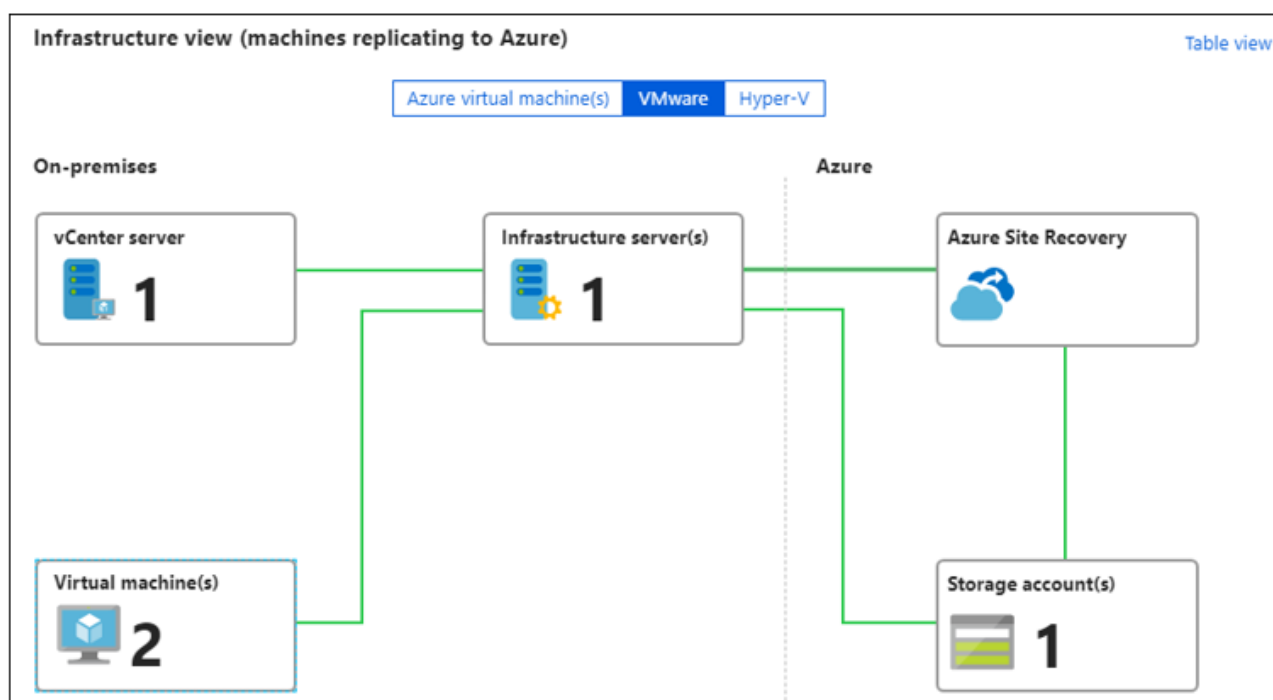 Infrastructure view (machines replicating to Azure)
Table view
Azure virtual machine(s) VMware Hyper-V
On-premises
Azure
vCenter server
1
Infrastructure server(s)
1
Azure Site Recovery
Virtual machine(s)
2
Storage account(s)
1